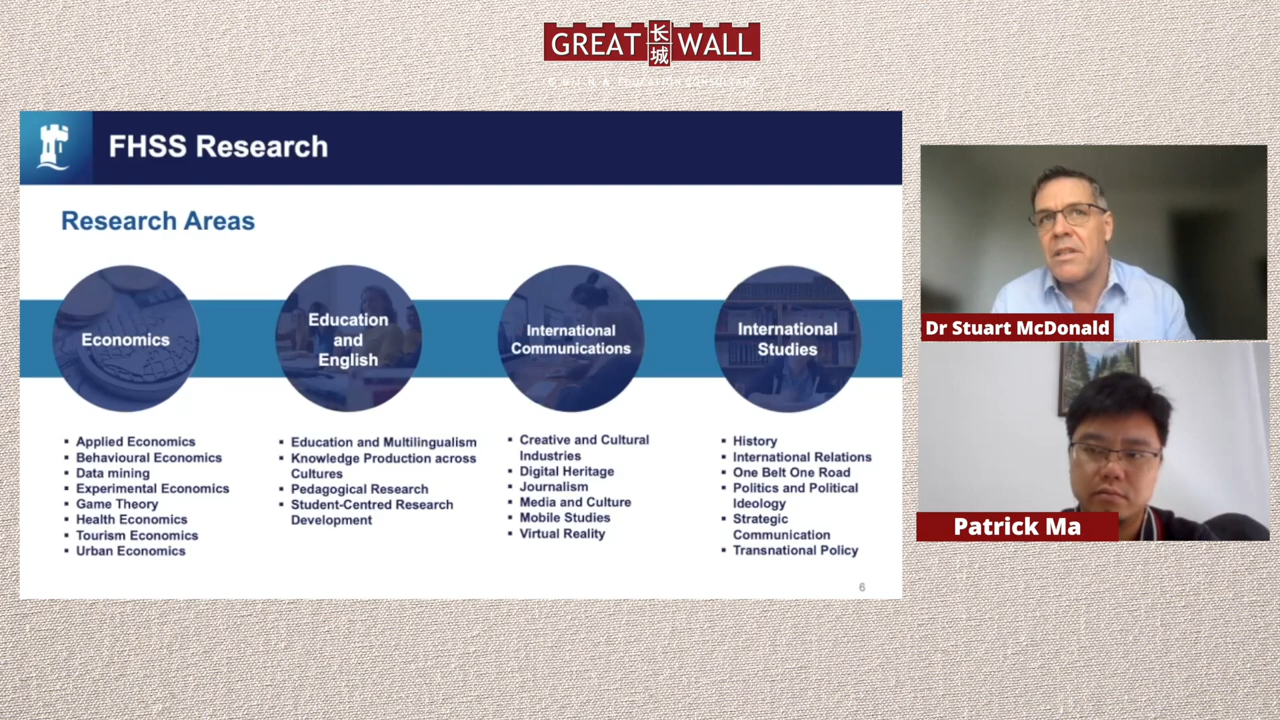 GREAT 长城 WALL
FHSS Research
Research Areas
Economics
Education
and
English
International
Communications
International
Studies
Applied Economics
Behavioural Economics
Data mining
Experimental Economics
Game Theory
Health Economics
Tourism Economics
Urban Economics
Education and Multilingualism
Knowledge Production across
Cultures
Pedagogical Research
Student-Centred Research
Development
Creative and Cultural
Industries
Digital Heritage
Journalism
Media and Culture
Mobile Studies
Virtual Reality
History
International Relations
One Belt One Road
Politics and Political
Ideology
Strategic
Communication
Transnational Policy
6
Dr Stuart McDonald
Patrick Ma